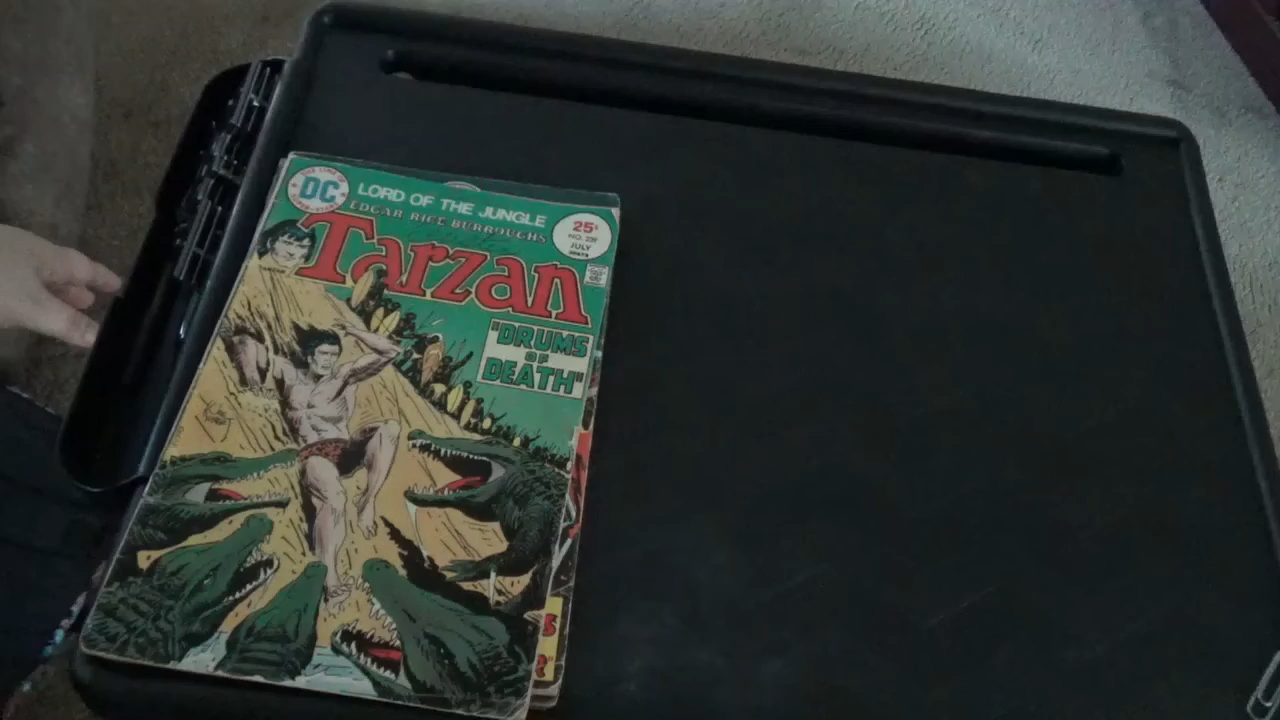 DC
LORD OF THE JUNGLE
EDGAR RICE BURROUGHS
25¢
JULY
Tarzan
"DRUMS
OF
DEATH"